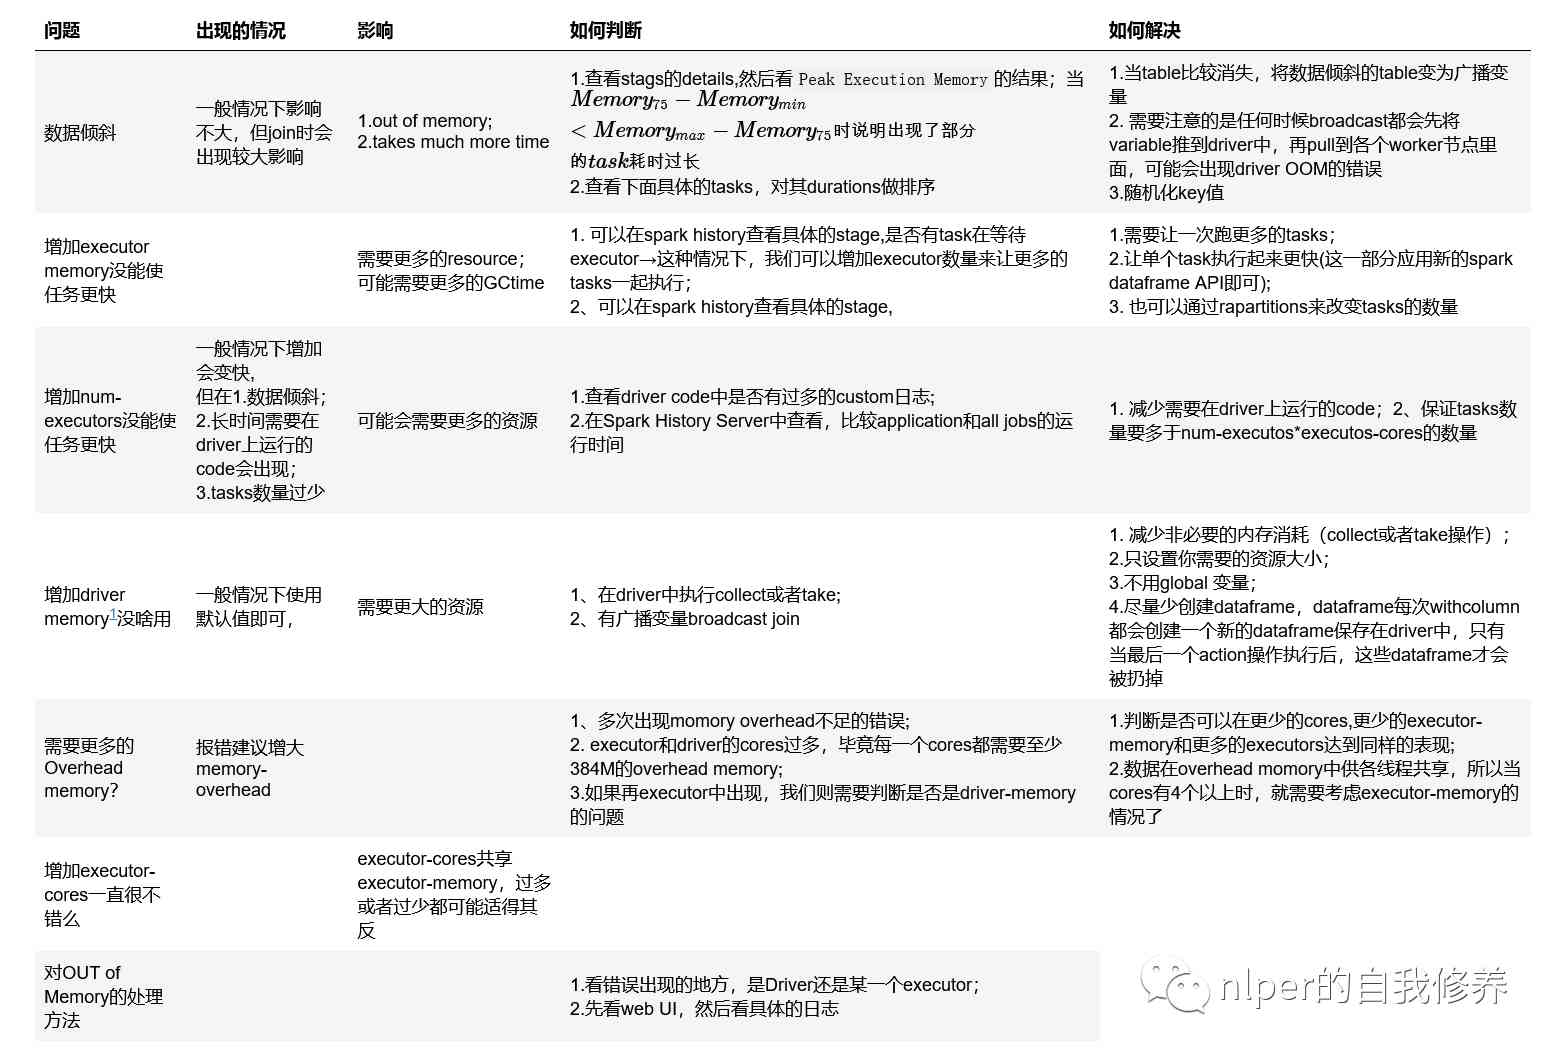 问题 出现的情况 影响 如何判断 如何解决
数据倾斜
一般情况下影响
不大，但join时会
出现较大影响
1.out of memory;
2.takes much more time
1.查看stags的details,然后看 Peak Execution Memory 的结果；当
Memory75 − Memorymin
< Memorymax − Memory75时说明出现了部分
的task耗时过长
2.查看下面具体的tasks，对其durations做排序
1.当table比较消失，将数据倾斜的table变为广播变
量
2. 需要注意的是任何时候broadcast都会先将
variable推到driver中，再pull到各个worker节点里
面，可能会出现driver OOM的错误
3.随机化key值
增加executor
memory没能使
任务更快
需要更多的resource；
可能需要更多的GCtime
1. 可以在spark history查看具体的stage,是否有task在等待
executor→这种情况下，我们可以增加executor数量来让更多的
tasks一起执行；
2、可以在spark history查看具体的stage,
1.需要让一次跑更多的tasks；
2.让单个task执行起来更快(这一部分应用新的spark
dataframe API即可);
3. 也可以通过rapartitions来改变tasks的数量
增加num-
executors没能使
任务更快
一般情况下增加
会变快,
但在1.数据倾斜；
2.长时间需要在
driver上运行的
code会出现；
3.tasks数量过少
可能会需要更多的资源
1.查看driver code中是否有过多的custom日志;
2.在Spark History Server中查看，比较application和all jobs的运
行时间
1. 减少需要在driver上运行的code；2、保证tasks数
量要多于num-executos*executos-cores的数量
增加driver
memory1没啥用
一般情况下使用
默认值即可，
需要更大的资源
1、在driver中执行collect或者take;
2、有广播变量broadcast join
1. 减少非必要的内存消耗（collect或者take操作）；
2.只设置你需要的资源大小；
3.不用global 变量；
4.尽量少创建dataframe，dataframe每次withcolumn
都会创建一个新的dataframe保存在driver中，只有
当最后一个action操作执行后，这些dataframe才会
被扔掉
需要更多的
Overhead
memory？
报错建议增大
memory-
overhead
1、多次出现momory overhead不足的错误;
2. executor和driver的cores过多，毕竟每一个cores都需要至少
384M的overhead memory;
3.如果再executor中出现，我们则需要判断是否是driver-memory
的问题
1.判断是否可以在更少的cores,更少的executor-
memory和更多的executors达到同样的表现;
2.数据在overhead momory中供各线程共享，所以当
cores有4个以上时，就需要考虑executor-memory的
情况了
增加executor-
cores一直很不
错么
executor-cores共享
executor-memory，过多
或者过少都可能适得其
反
对OUT of
Memory的处理
方法
1.看错误出现的地方，是Driver还是某一个executor；
2.先看web UI，然后看具体的日志
nlper的自我修养